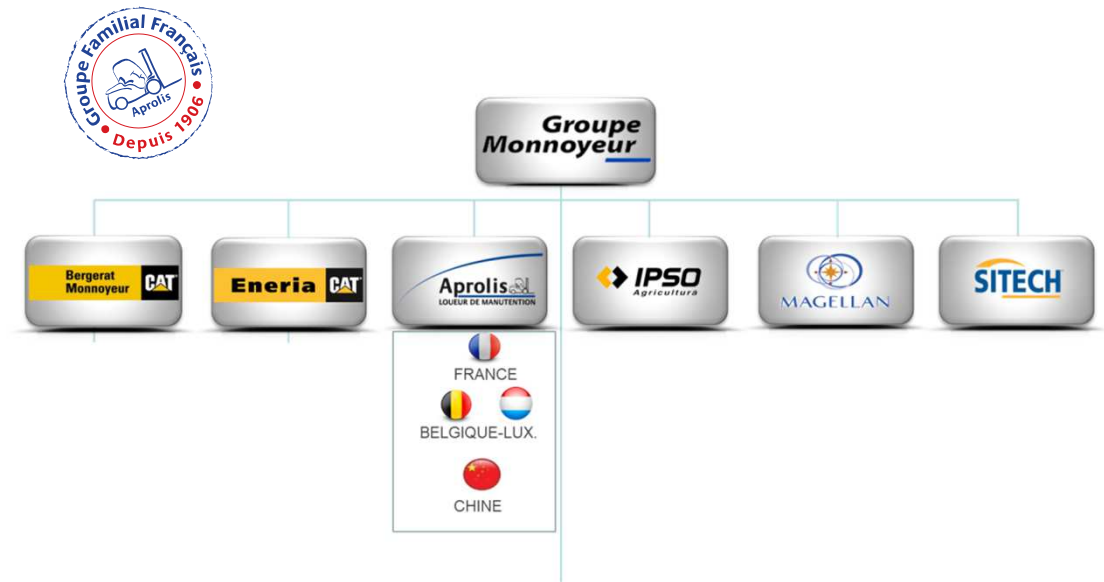 Groupe Familial Français
Aprolis
Depuis 1906
Groupe
Monnoyeur
Bergerat
Monnoyeur
CAT
Eneria
CAT
Aprolis
LOUEUR DE MANUTENTION
IPSO
Agricultura
MAGELLAN
SITECH
FRANCE
BELGIQUE-LUX.
CHINE